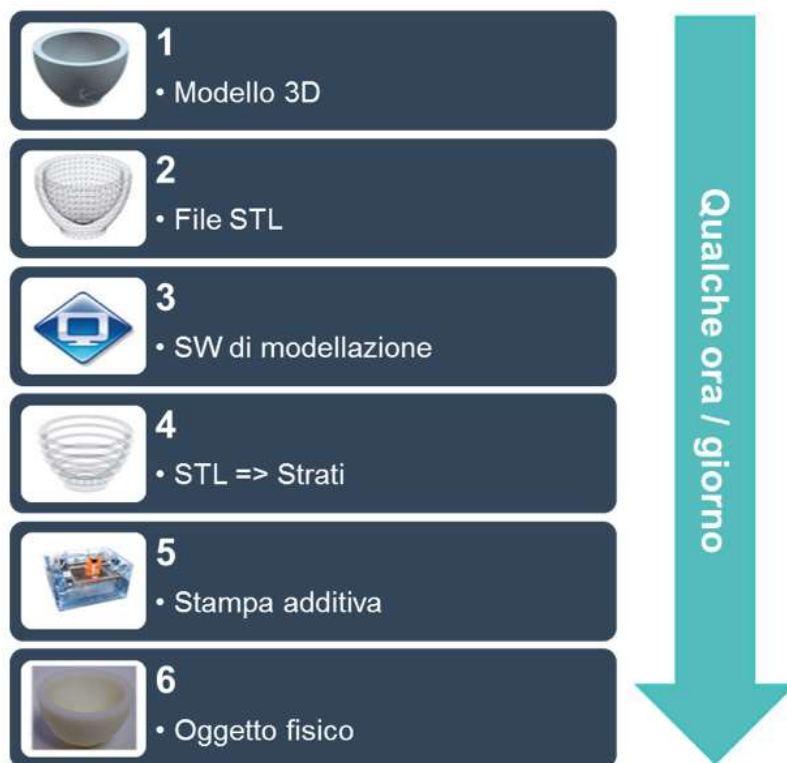 1
• Modello 3D
2
• File STL
3
• SW di modellazione
4
• STL => Strati
5
• Stampa additiva
6
• Oggetto fisico
Qualche ora / giorno